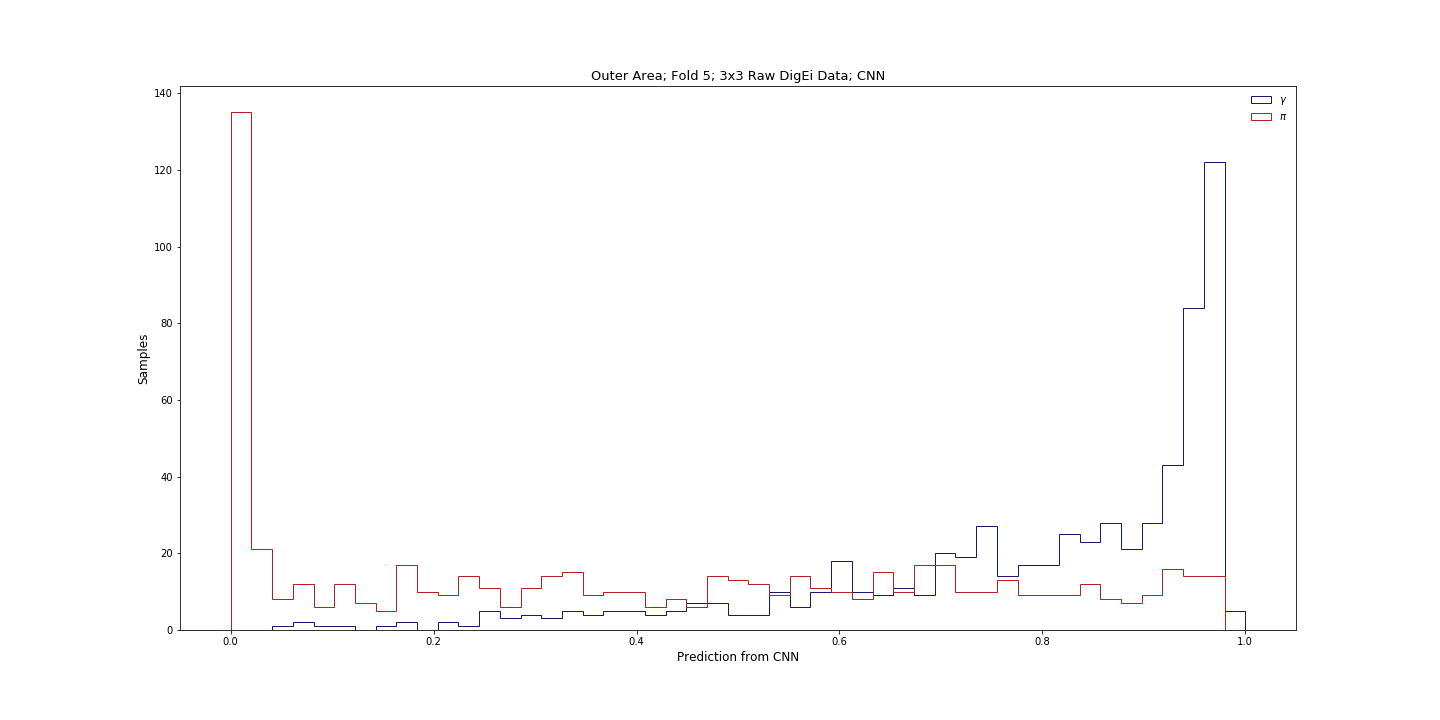 Outer Area; Fold 5; 3x3 Raw DigEi Data; CNN
140
120
100
80
60
40
20
0
Samples
γ
π
0.0 0.2 0.4 0.6 0.8 1.0
Prediction from CNN